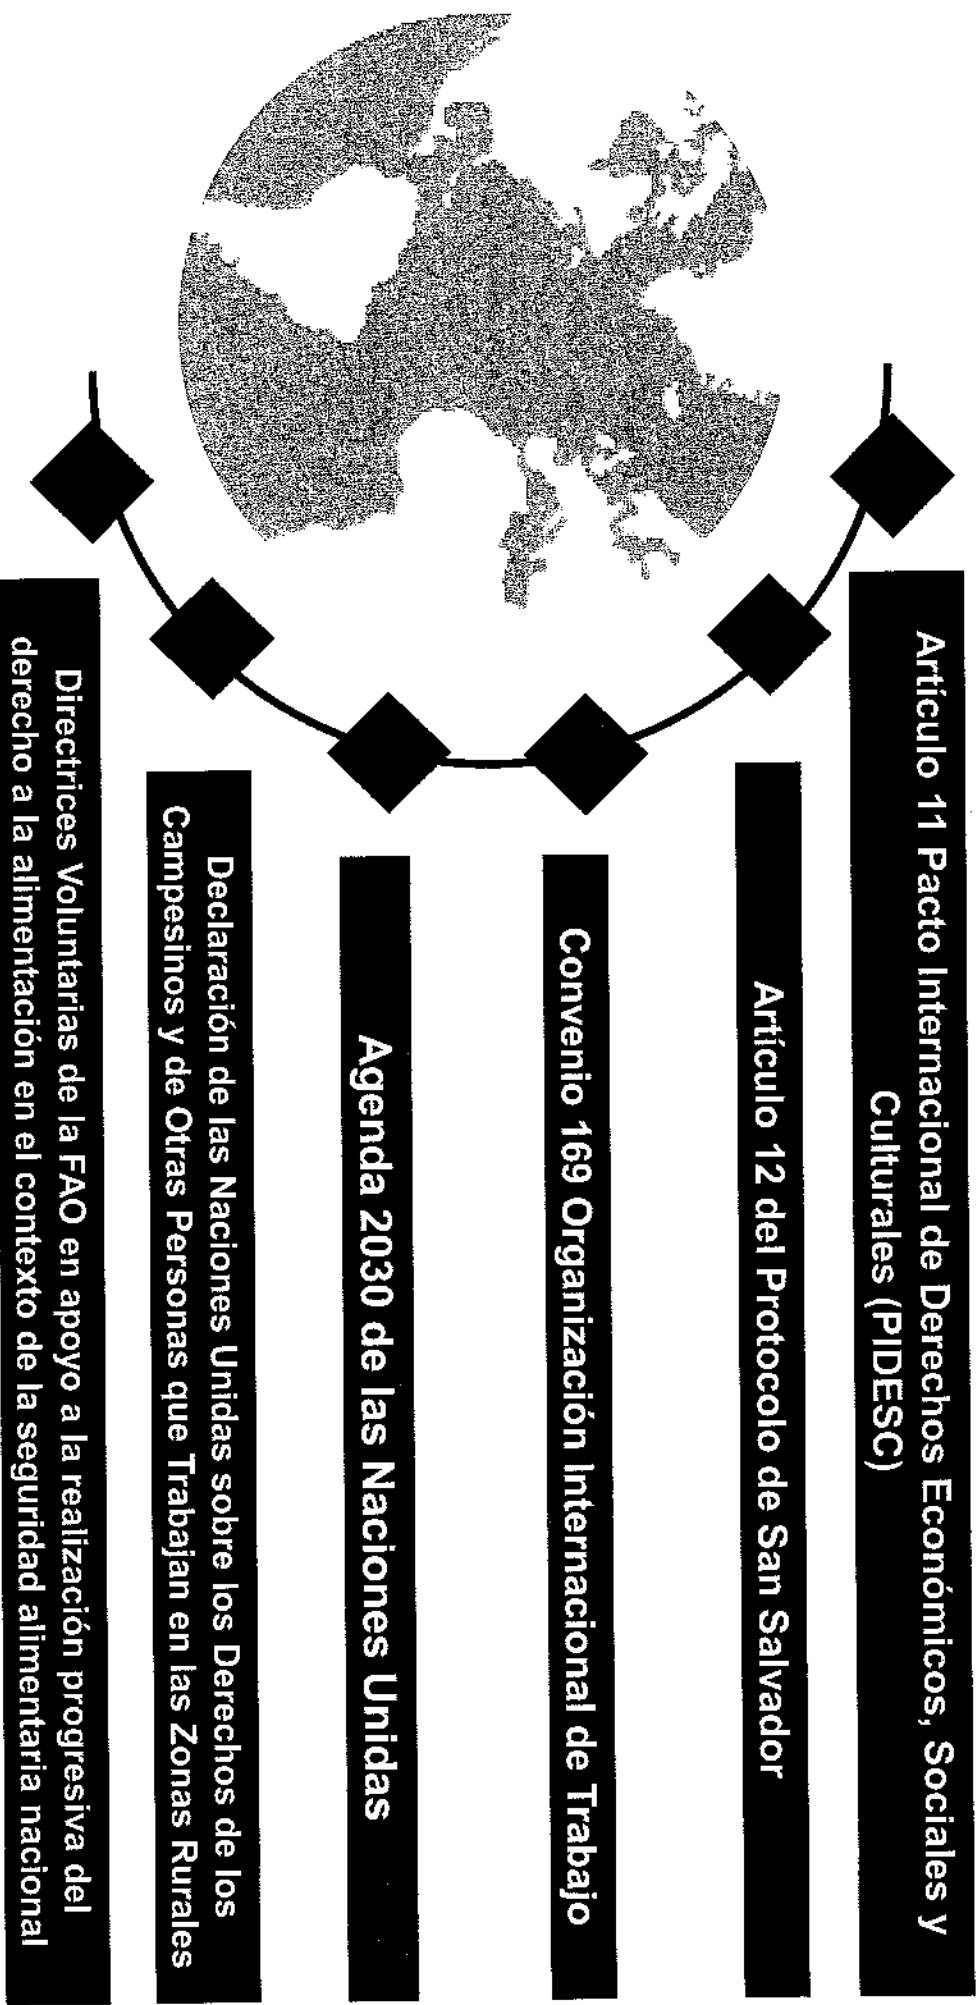 Artículo 11 Pacto Internacional de Derechos Económicos, Sociales y
Culturales (PIDESC)
Artículo 12 del Protocolo de San Salvador
Convenio 169 Organización Internacional de Trabajo
Agenda 2030 de las Naciones Unidas
Declaración de las Naciones Unidas sobre los Derechos de los
Campesinos y de Otras Personas que Trabajan en las Zonas Rurales
Directrices Voluntarias de la FAO en apoyo a la realización progresiva del
derecho a la alimentación en el contexto de la seguridad alimentaria nacional